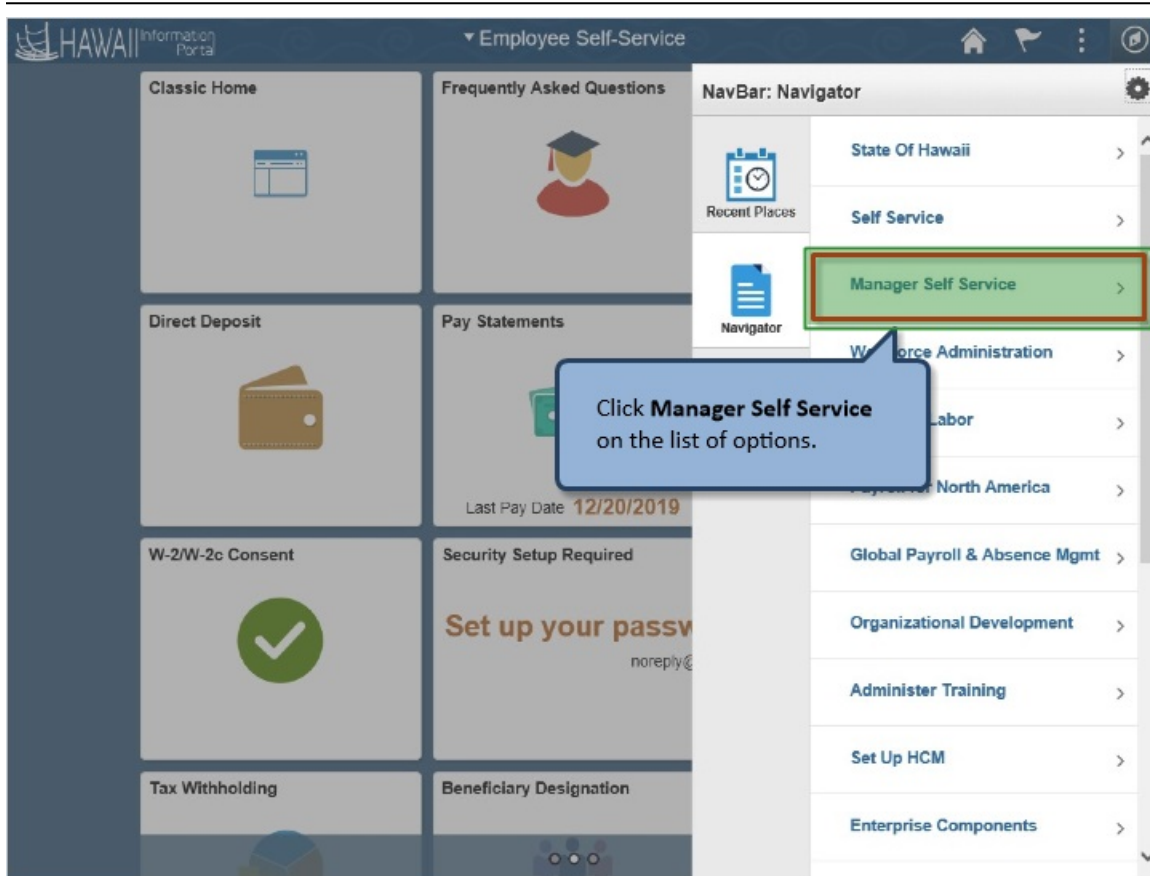 HAWAII Information
Portal
Employee Self-Service
Classic Home
Frequently Asked Questions
Direct Deposit
Pay Statements
Last Pay Date 12/20/2019
W-2/W-2c Consent
Security Setup Required
Set up your passw
noreply@
Tax Withholding
Beneficiary Designation
NavBar: Navigator
Recent Places
Navigator
State Of Hawaii
Self Service
Manager Self Service
Click Manager Self Service
on the list of options.
Administration
Labor
North America
Global Payroll & Absence Mgmt
Organizational Development
Administer Training
Set Up HCM
Enterprise Components